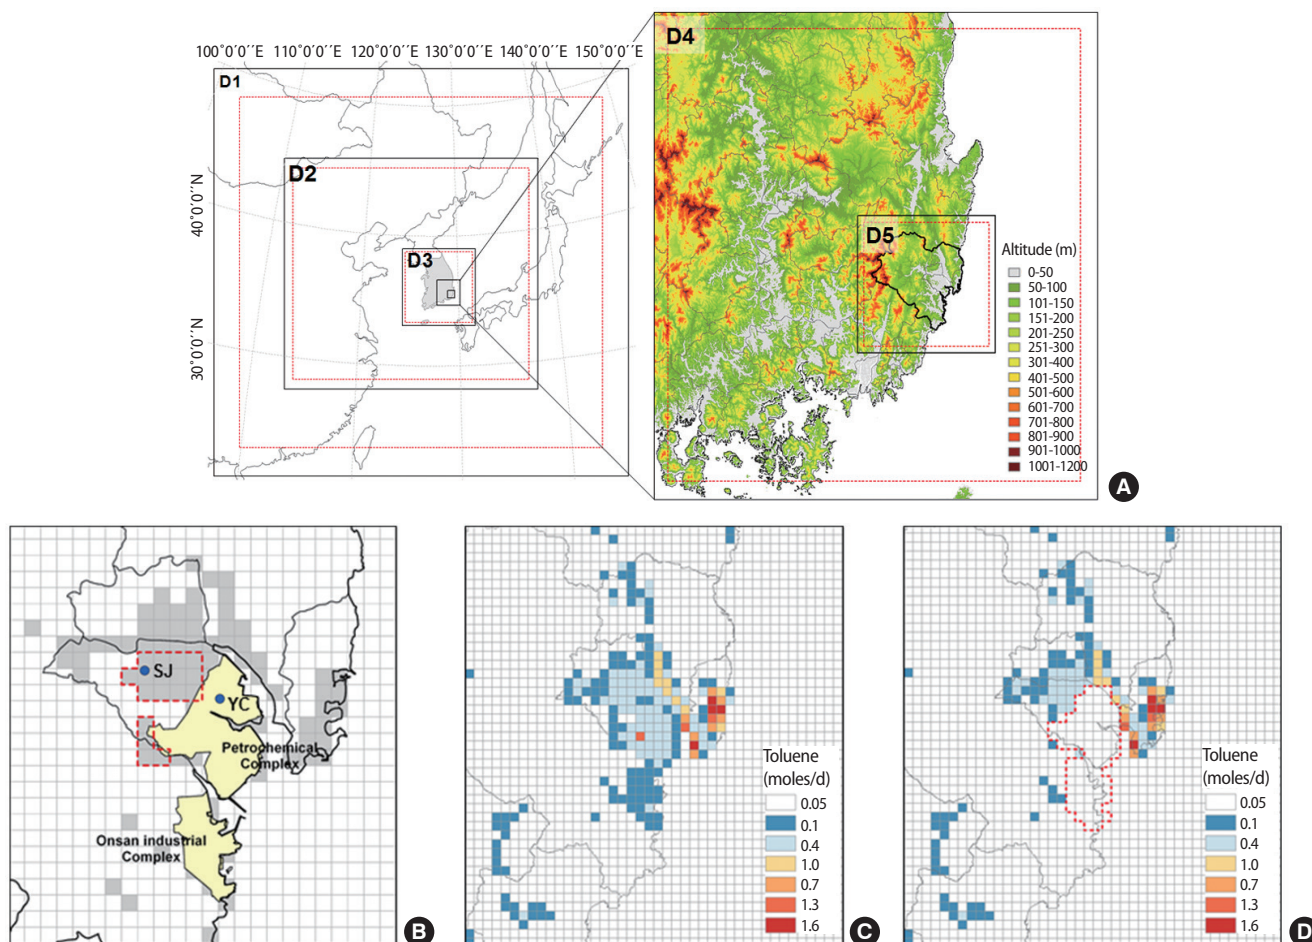 100°0'0''E 110°0'0''E 120°0'0''E 130°0'0''E 140°0'0''E 150°0'0''E
D1
D2
D3
40°0'0''N
30°0'0''N
D4
D5
Altitude (m)
0-50
50-100
101-150
151-200
201-250
251-300
301-400
401-500
501-600
601-700
701-800
801-900
901-1000
1001-1200
A
SJ
YC
Petrochemical
Complex
Onsan industrial
Complex
B
Toluene
(moles/d)
0.05
0.1
0.4
1.0
0.7
1.3
1.6
C
Toluene
(moles/d)
0.05
0.1
0.4
1.0
0.7
1.3
1.6
D